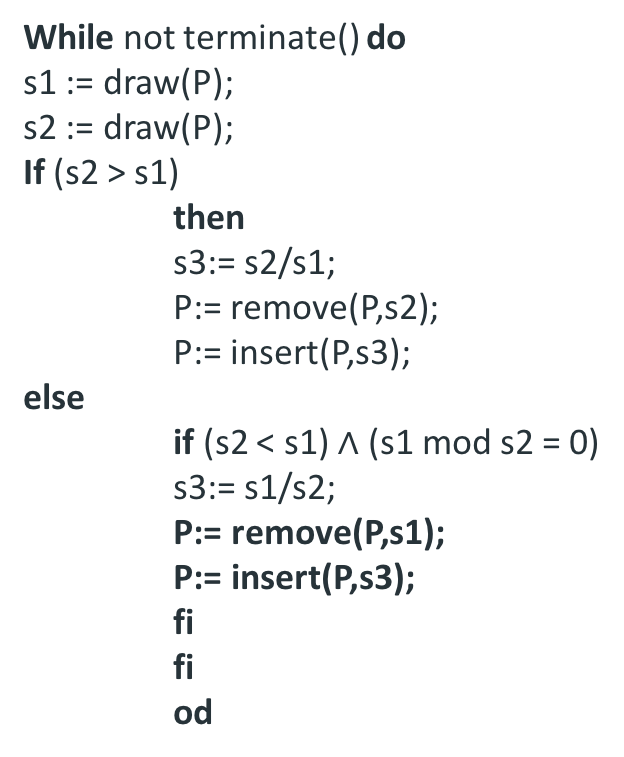 While not terminate() do
s1 := draw(P);
s2 := draw(P);
If (s2 > s1)
then
s3:= s2/s1;
P:= remove(P,s2);
P:= insert(P,s3);
else
if (s2 < s1) ∧ (s1 mod s2 = 0)
s3:= s1/s2;
P:= remove(P,s1);
P:= insert(P,s3);
fi
fi
od